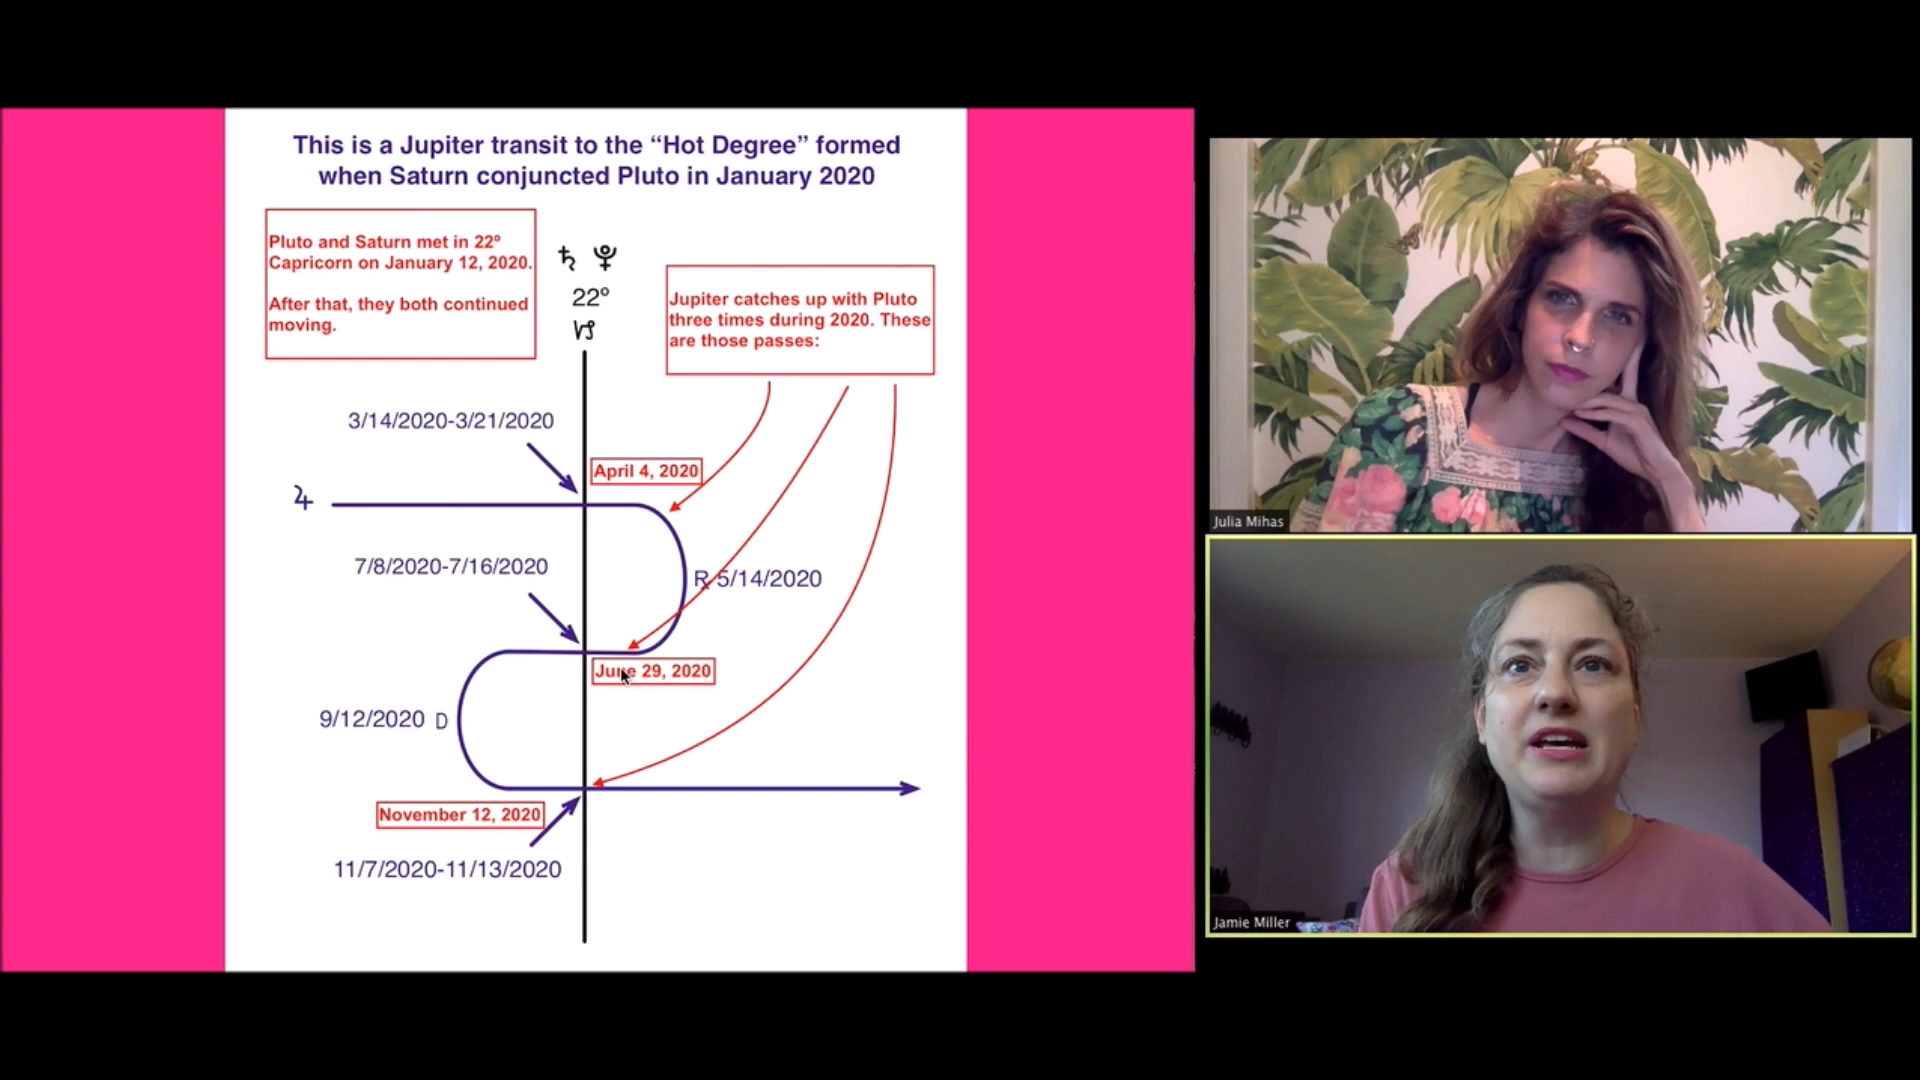 This is a Jupiter transit to the “Hot Degree” formed
when Saturn conjuncted Pluto in January 2020
Pluto and Saturn met in 22º
Capricorn on January 12, 2020.
After that, they both continued
moving.
♄ ♇
22º
♑
Jupiter catches up with Pluto
three times during 2020. These
are those passes:
3/14/2020-3/21/2020
April 4, 2020
♃
7/8/2020-7/16/2020
R 5/14/2020
June 29, 2020
9/12/2020 D
November 12, 2020
11/7/2020-11/13/2020
Julia Mihas
Jamie Miller